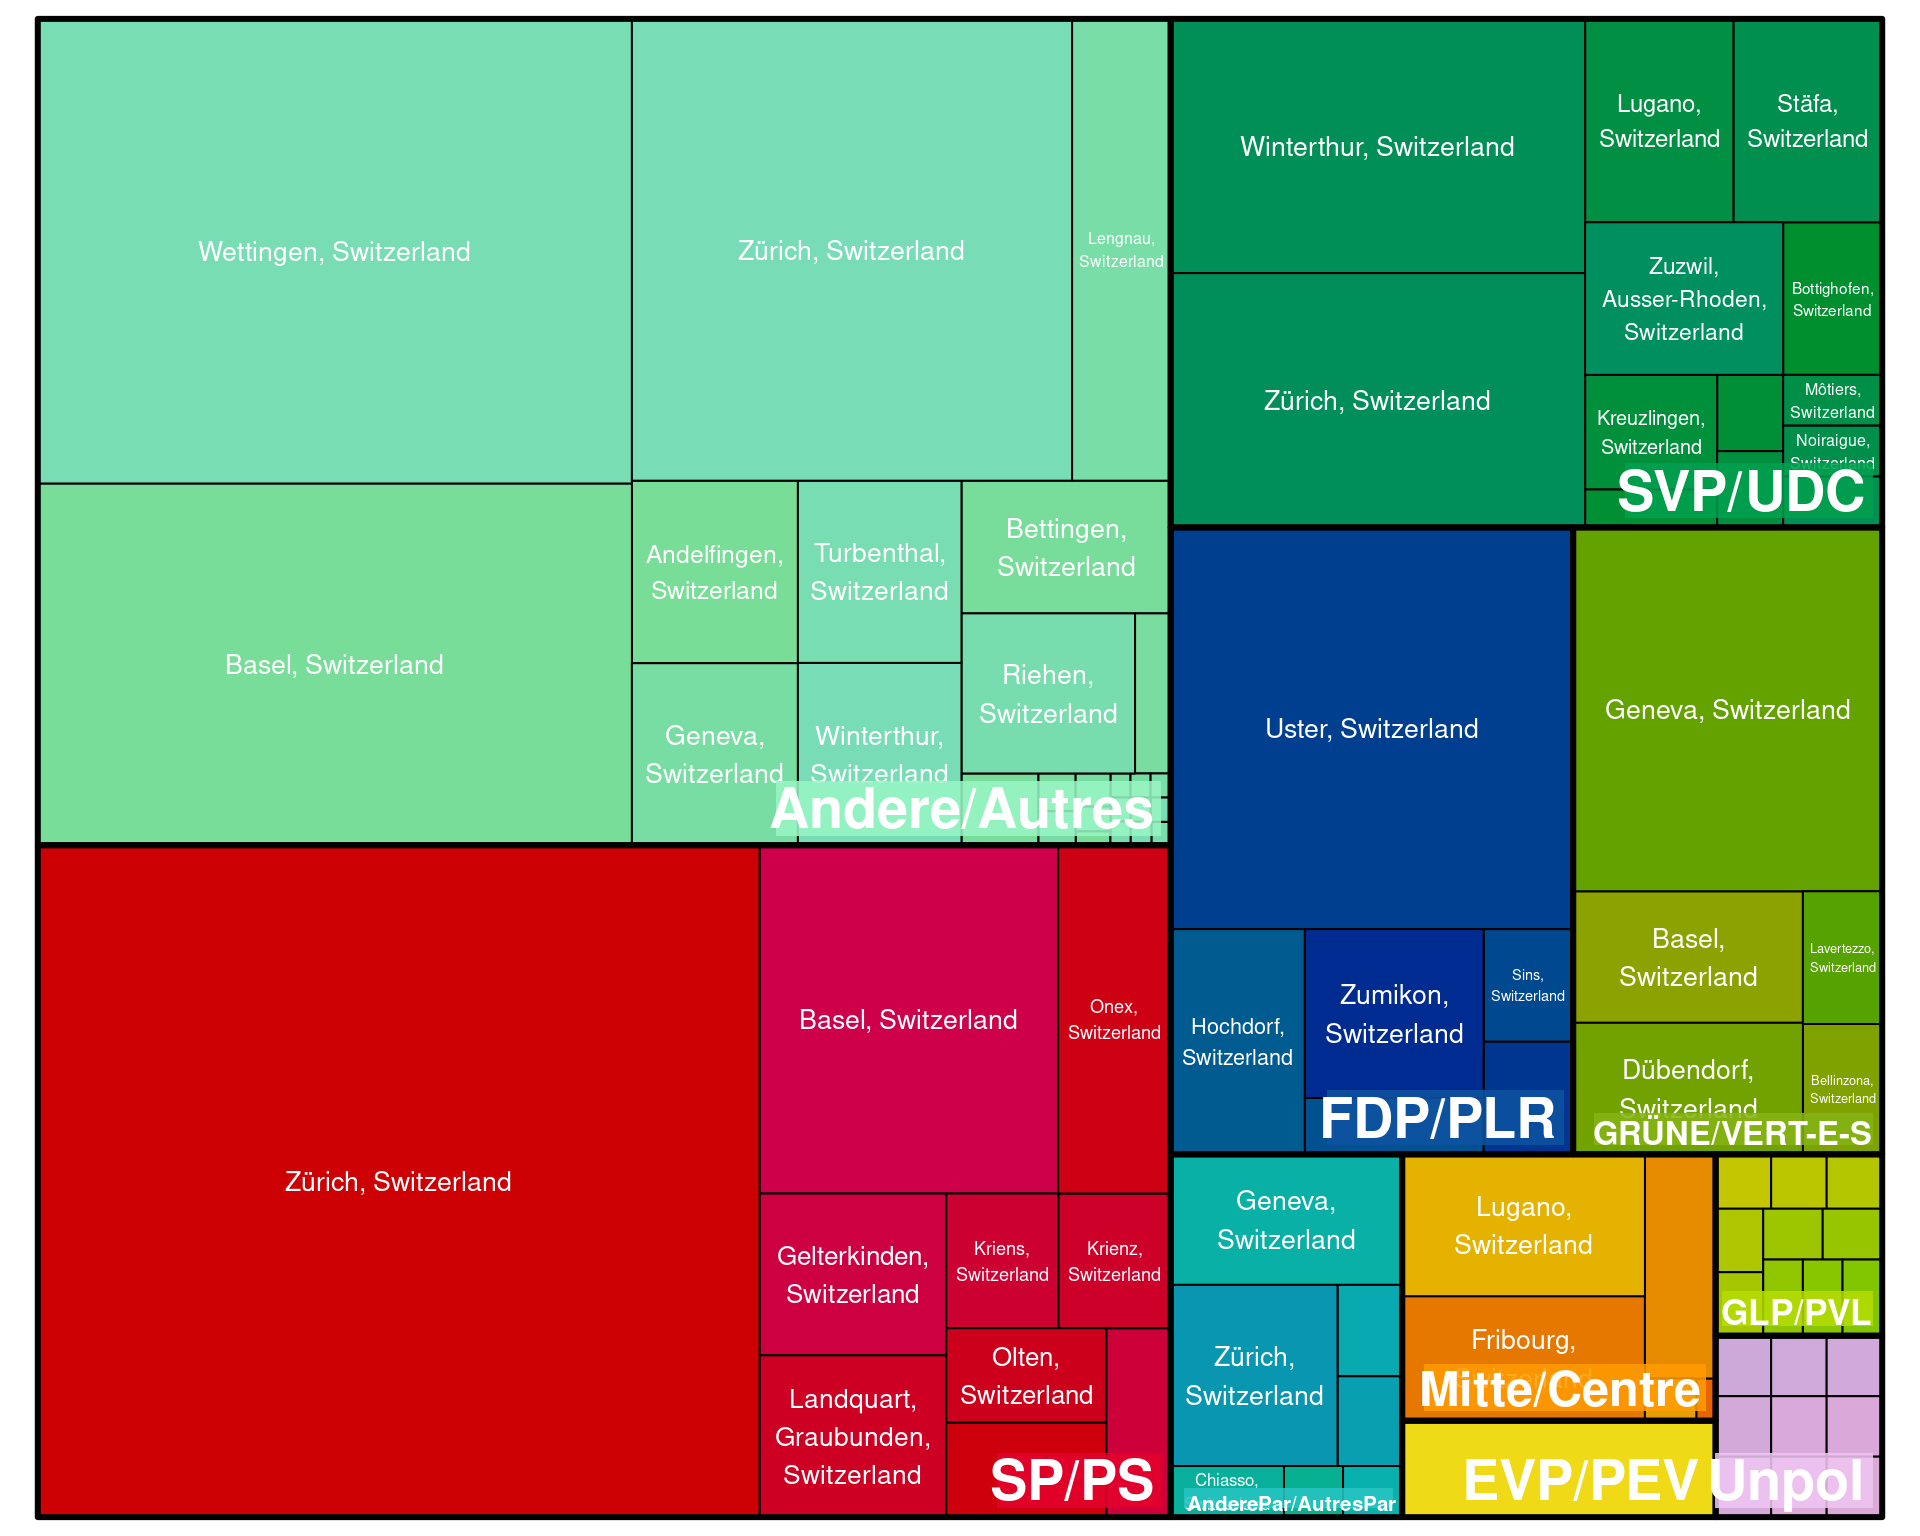 Wettingen, Switzerland
Zürich, Switzerland
Lengnau,
Switzerland
Basel, Switzerland
Andelfingen,
Switzerland
Turbenthal,
Switzerland
Bettingen,
Switzerland
Riehen,
Switzerland
Geneva,
Switzerland
Winterthur,
Switzerland
Andere/Autres
Winterthur, Switzerland
Lugano,
Switzerland
Stäfa,
Switzerland
Zürich, Switzerland
Zuzwil,
Ausser-Rhoden,
Switzerland
Bottighofen,
Switzerland
Kreuzlingen,
Switzerland
Môtiers,
Switzerland
Noiraigue,
Switzerland
SVP/UDC
Zürich, Switzerland
Basel, Switzerland
Onex,
Switzerland
Gelterkinden,
Switzerland
Kriens,
Switzerland
Krienz,
Switzerland
Landquart,
Graubunden,
Switzerland
Olten,
Switzerland
SP/PS
Uster, Switzerland
Hochdorf,
Switzerland
Zumikon,
Switzerland
Sins,
Switzerland
FDP/PLR
Geneva, Switzerland
Basel,
Switzerland
Lavertezzo,
Switzerland
Dübendorf,
Switzerland
Bellinzona,
Switzerland
GRÜNE/VERT-E-S
Geneva,
Switzerland
Zürich,
Switzerland
Chiasso,
AnderePar/AutresPar
Lugano,
Switzerland
Fribourg,
Switzerland
Mitte/Centre
GLP/PVL
EVP/PEV
Unpol